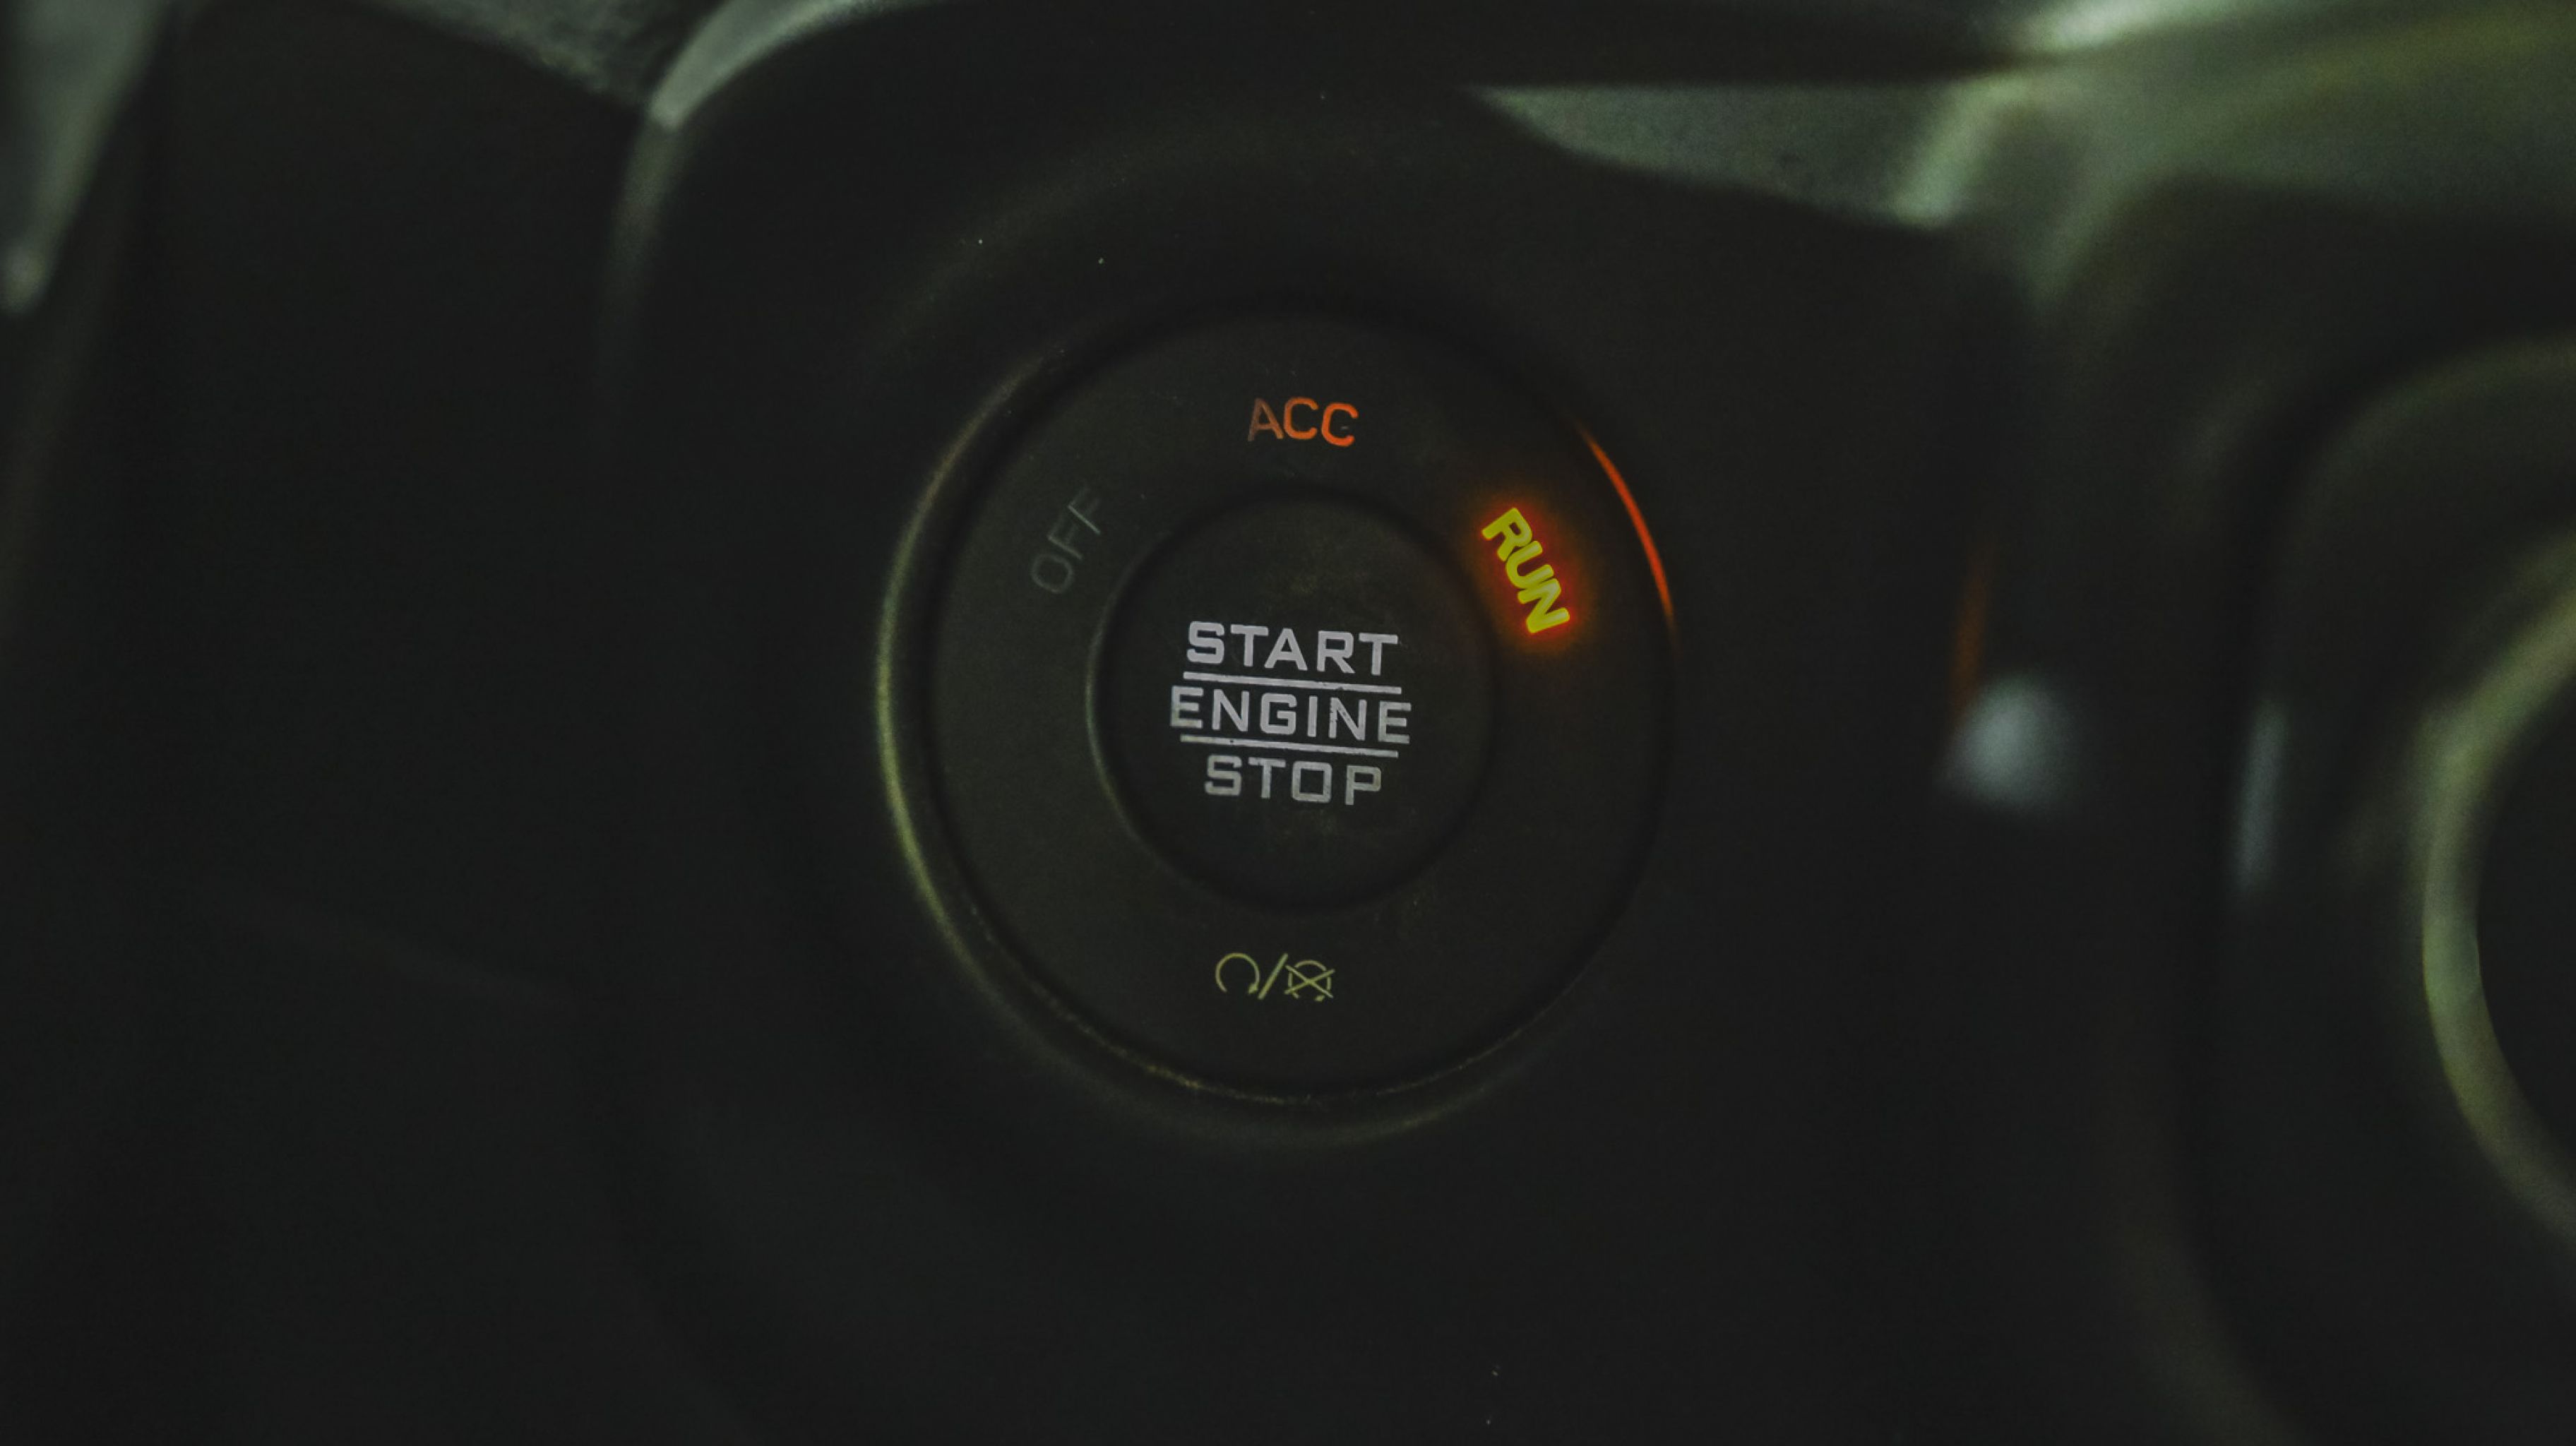 ACC
OFF
RUN
START
ENGINE
STOP